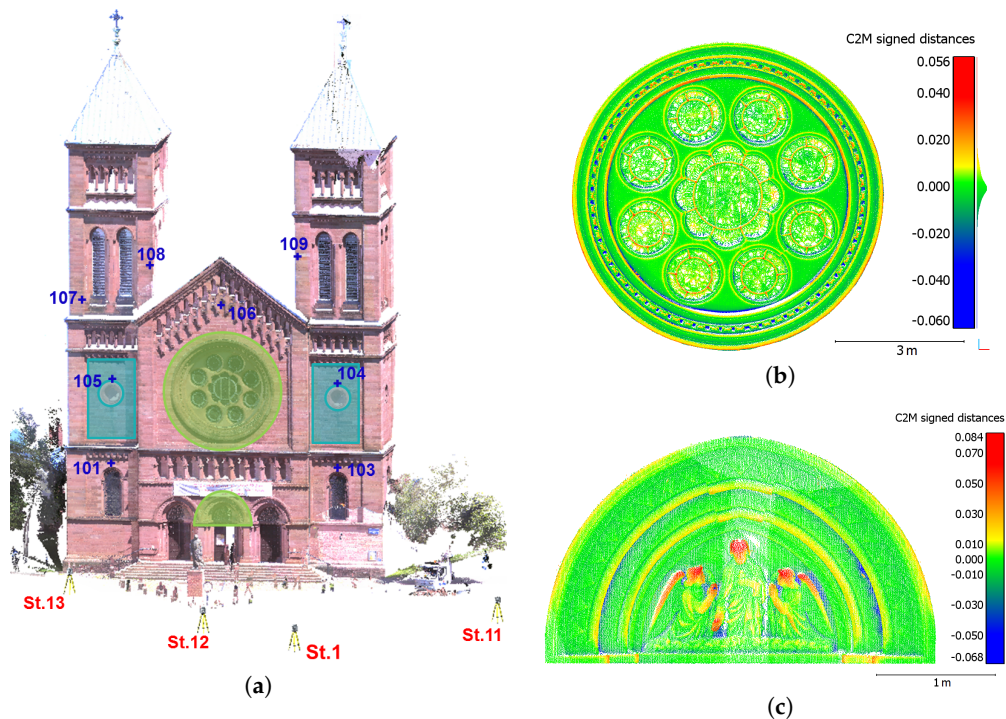 108
109
107
106
105
104
101
103
St.13
St.12
St.1
St.11
(a)
C2M signed distances
0.056
0.040
0.020
0.000
-0.020
-0.040
-0.060
3 m
(b)
C2M signed distances
0.084
0.070
0.050
0.030
0.010
0.000
-0.010
-0.030
-0.050
-0.068
1 m
(c)